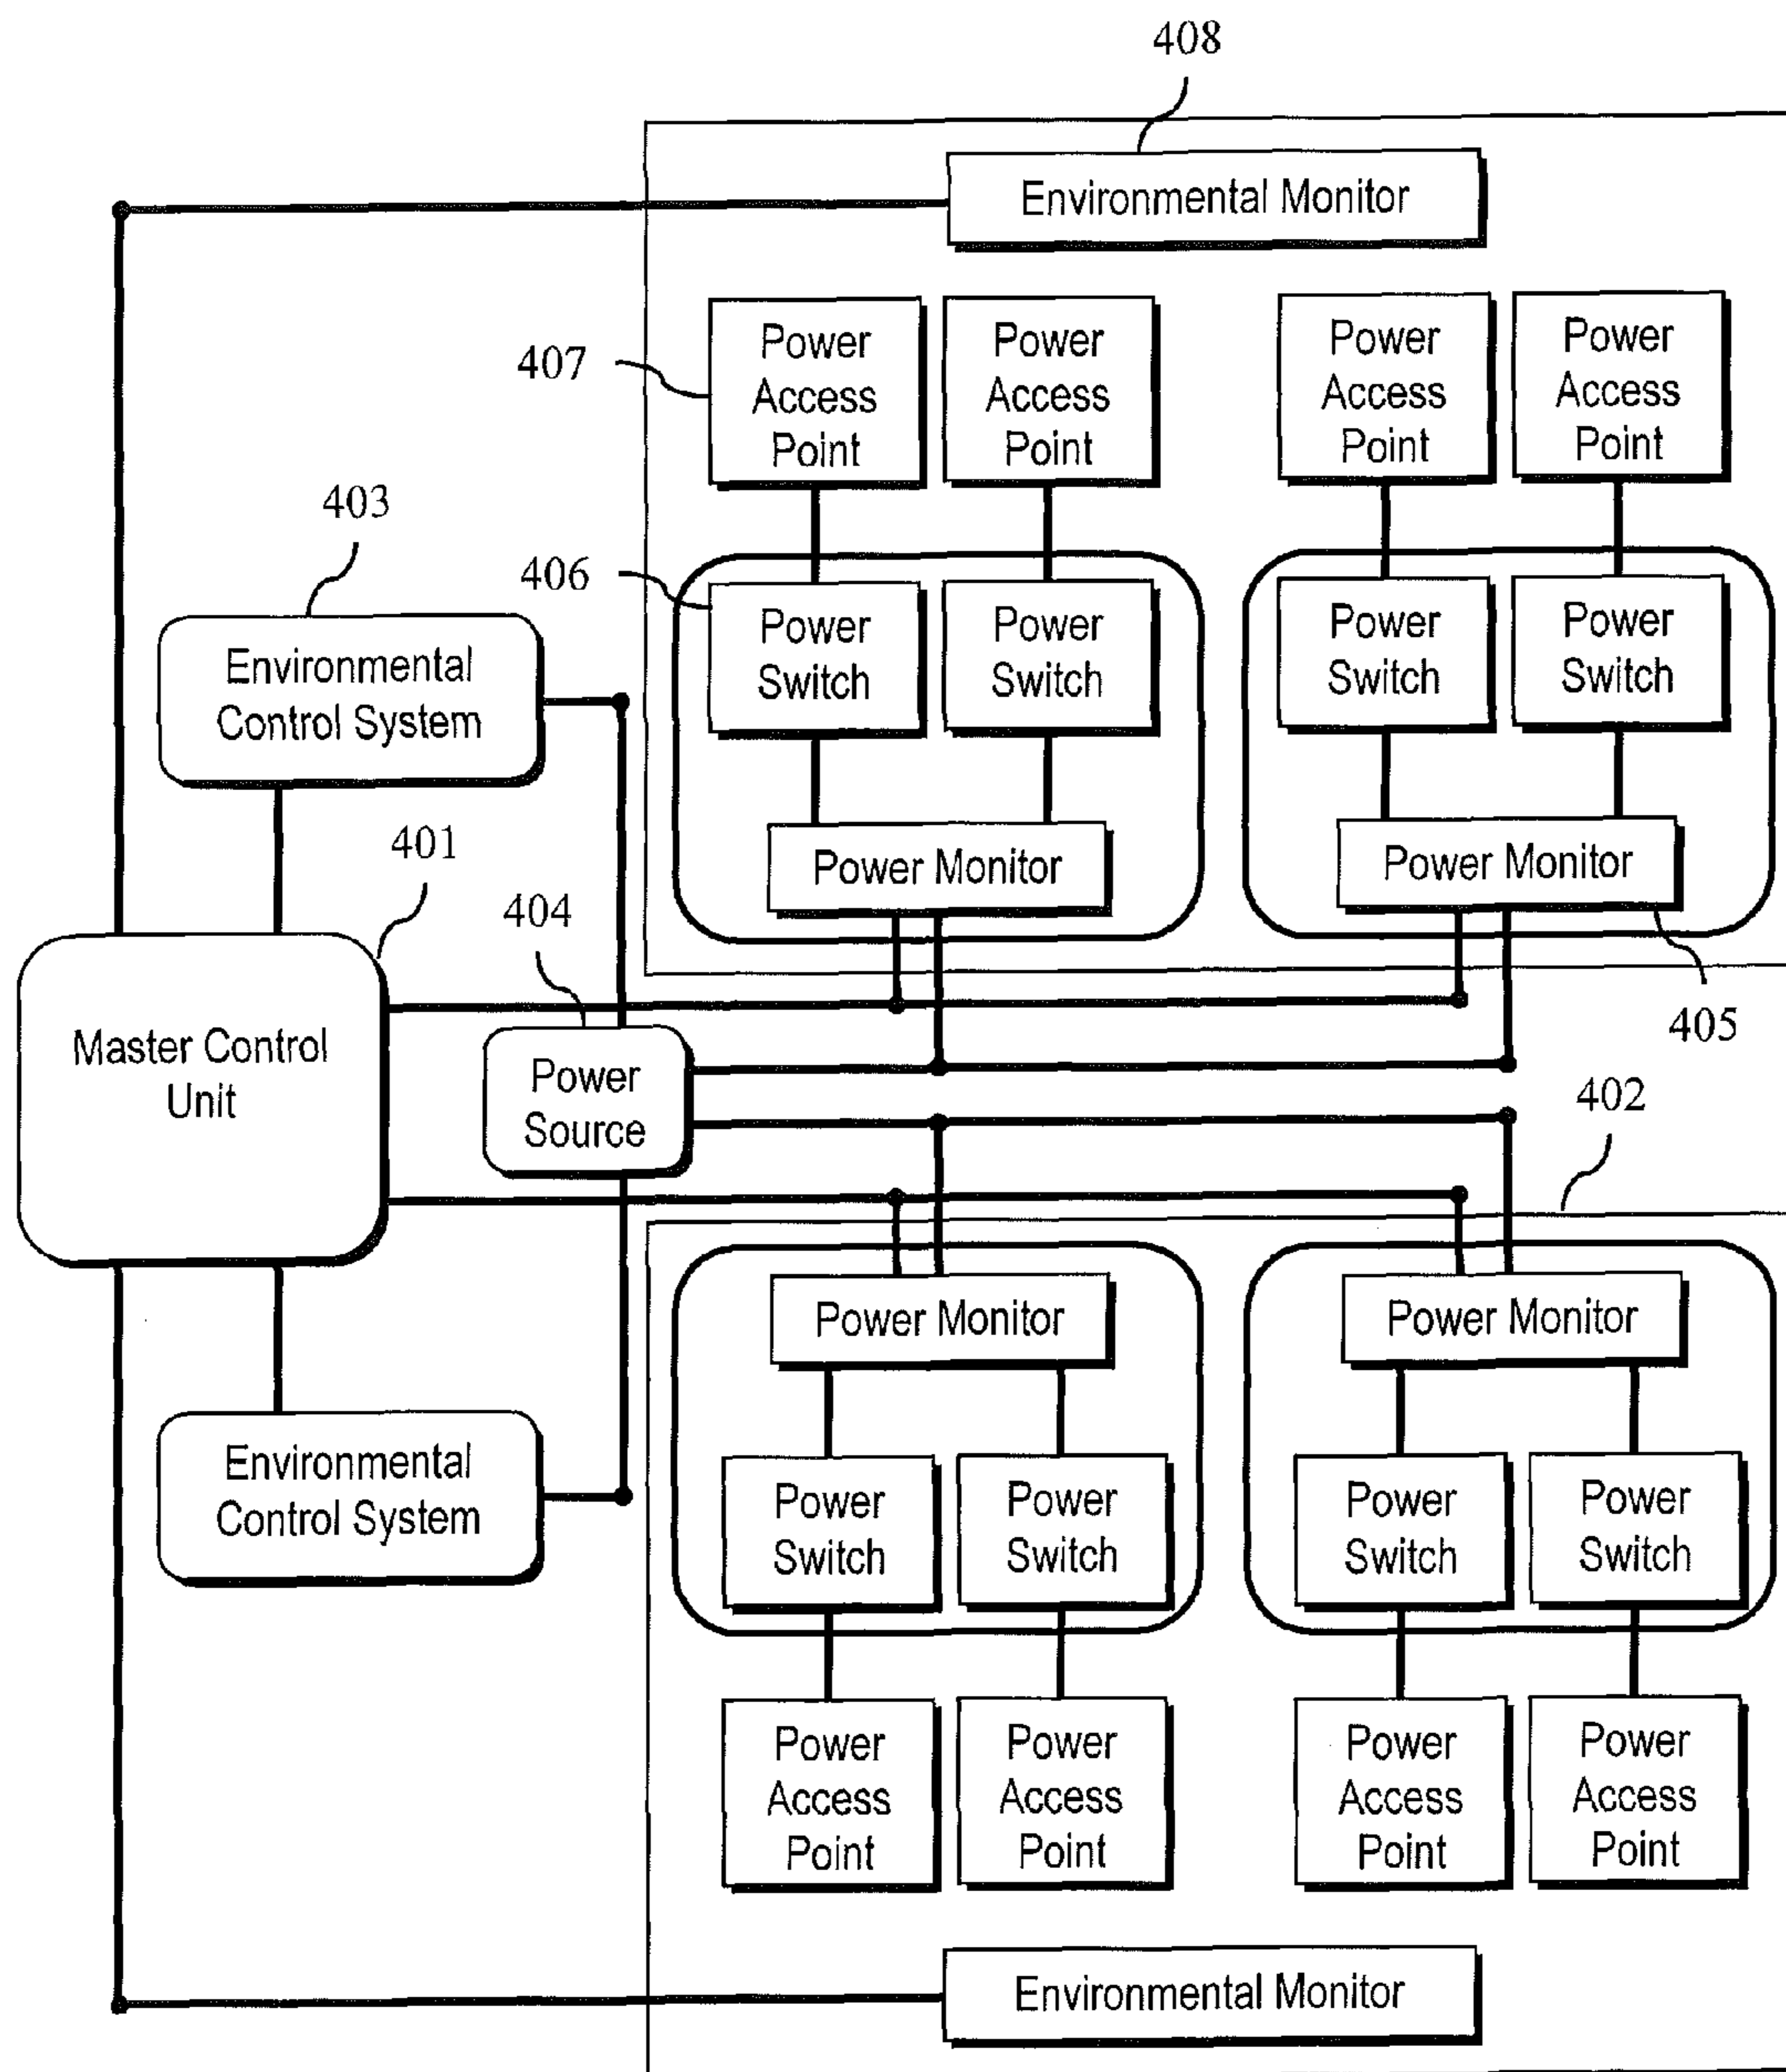 408
Environmental Monitor
407
Power
Access
Point
Power
Access
Point
Power
Access
Point
Power
Access
Point
403
406
Power
Switch
Power
Switch
Power
Switch
Power
Switch
Environmental
Control System
401
404
Power Monitor
Power Monitor
405
Master Control
Unit
Power
Source
402
Power Monitor
Power Monitor
Environmental
Control System
Power
Switch
Power
Switch
Power
Switch
Power
Switch
Power
Access
Point
Power
Access
Point
Power
Access
Point
Power
Access
Point
Environmental Monitor